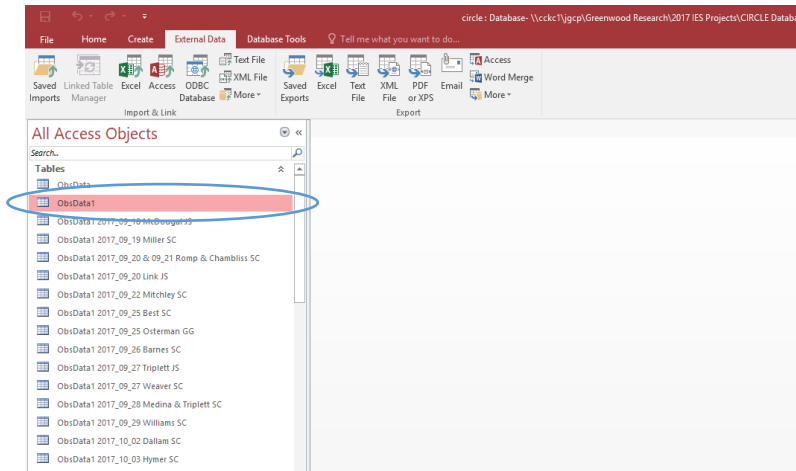 circle : Database- \\cckc1\jgcp\Greenwood Research\2017 IES Projects\CIRCLE Databa
File Home Create External Data Database Tools Tell me what you want to do...
Saved Imports
Linked Table Manager
Excel
Access
ODBC Database
Text File
XML File
More
Import & Link
Saved Exports
Excel
Text File
XML File
PDF or XPS
Email
Access
Word Merge
More
Export
All Access Objects
Search...
Tables
ObsData
ObsData1
ObsData1 2017_09_18 McDougal JS
ObsData1 2017_09_19 Miller SC
ObsData1 2017_09_20 & 09_21 Romp & Chambliss SC
ObsData1 2017_09_20 Link JS
ObsData1 2017_09_22 Mitchley SC
ObsData1 2017_09_25 Best SC
ObsData1 2017_09_25 Osterman GG
ObsData1 2017_09_26 Barnes SC
ObsData1 2017_09_27 Triplett JS
ObsData1 2017_09_27 Weaver SC
ObsData1 2017_09_28 Medina & Triplett SC
ObsData1 2017_09_29 Williams SC
ObsData1 2017_10_02 Dallam SC
ObsData1 2017_10_03 Hymer SC